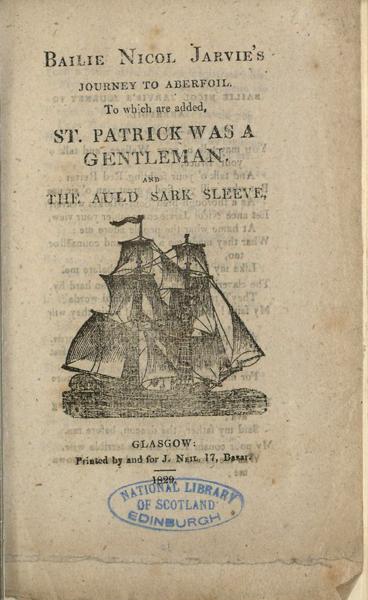 BAILIE NICOL JARVIE'S
JOURNEY TO ABERFOIL.
To which are added,
ST. PATRICK WAS A
GENTLEMAN,
AND
THE AULD SARK SLEEVE,
GLASGOW:
Printed by and for J. NEIL 17, Bazar.
1829.
NATIONAL LIBRARY
OF SCOTLAND
EDINBURGH